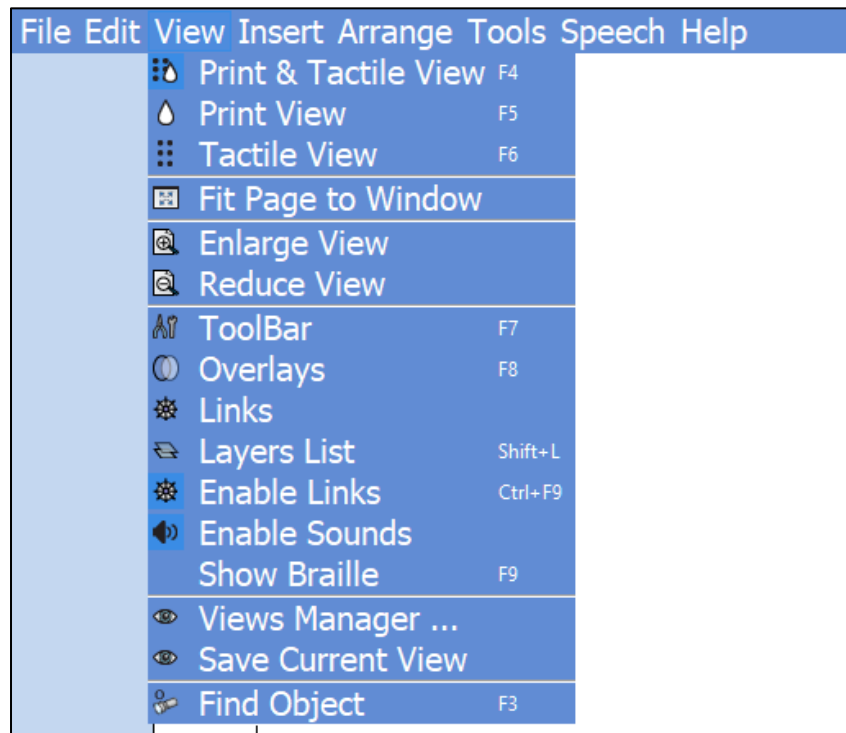 File Edit View Insert Arrange Tools Speech Help
Print & Tactile View F4
Print View F5
Tactile View F6
Fit Page to Window
Enlarge View
Reduce View
ToolBar F7
Overlays F8
Links
Layers List Shift+L
Enable Links Ctrl+F9
Enable Sounds
Show Braille F9
Views Manager ...
Save Current View
Find Object F3